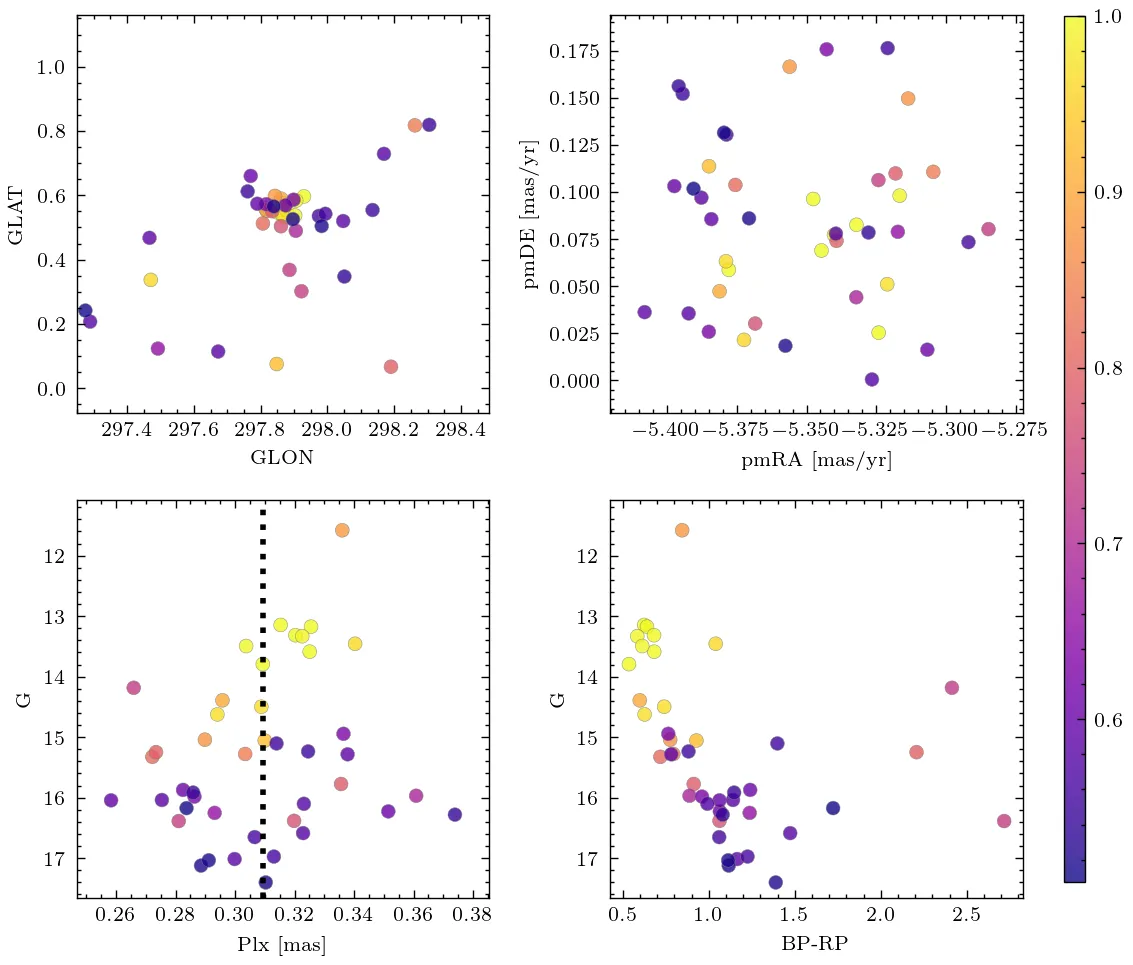 GLAT
1.0
0.8
0.6
0.4
0.2
0.0
297.4 297.6 297.8 298.0 298.2 298.4
GLON
pmDE [mas/yr]
0.175
0.150
0.125
0.100
0.075
0.050
0.025
0.000
−5.400 −5.375 −5.350 −5.325 −5.300 −5.275
pmRA [mas/yr]
1.0
0.9
0.8
0.7
0.6
G
12
13
14
15
16
17
0.26 0.28 0.30 0.32 0.34 0.36 0.38
Plx [mas]
G
12
13
14
15
16
17
0.5 1.0 1.5 2.0 2.5
BP-RP